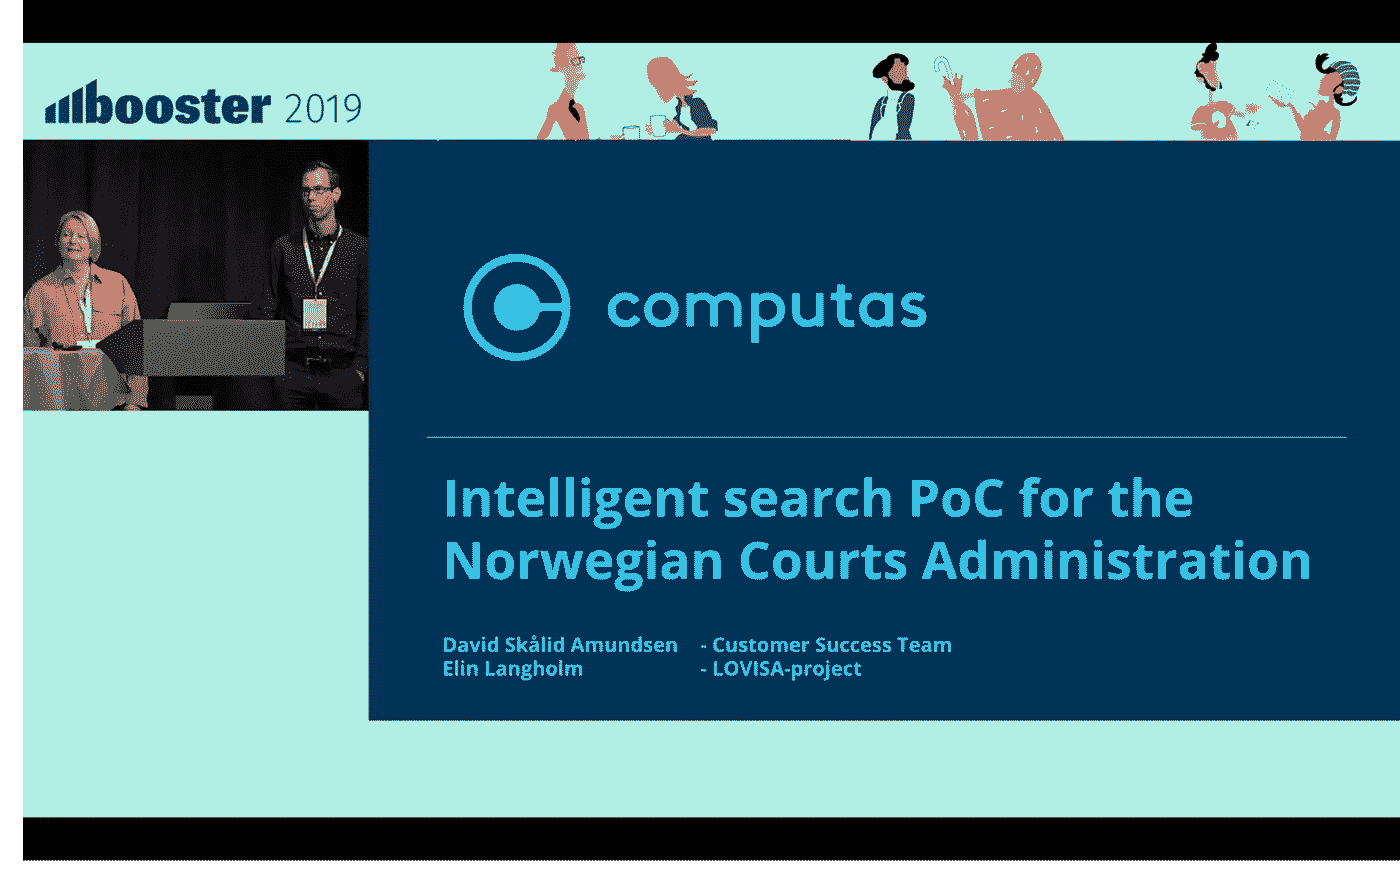 booster 2019
computas
Intelligent search PoC for the
Norwegian Courts Administration
David Skålid Amundsen - Customer Success Team
Elin Langholm - LOVISA-project